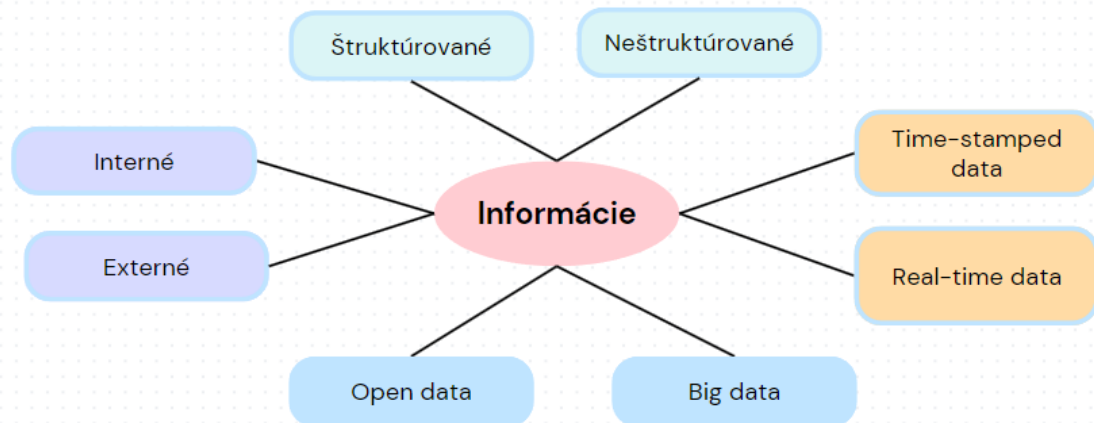 Štruktúrované
Neštruktúrované
Interné
Time-stamped
data
Informácie
Externé
Real-time data
Open data
Big data